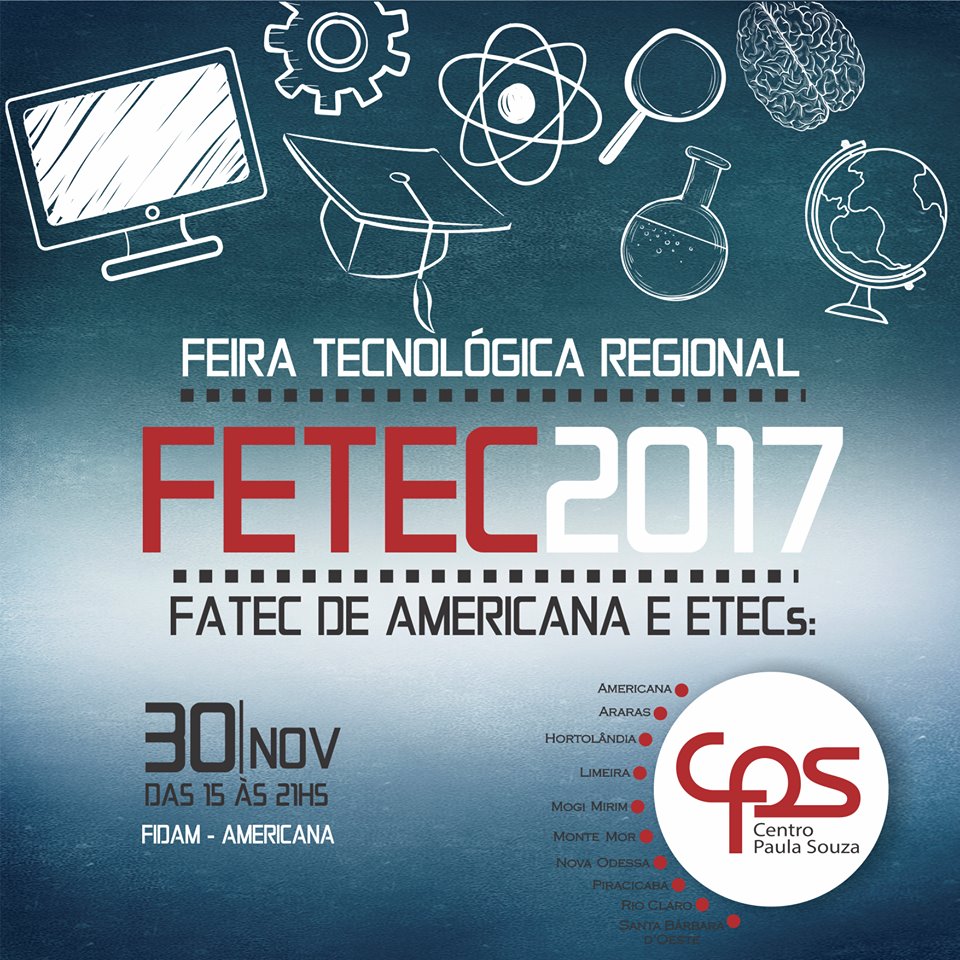 FEIRA TECNOLÓGICA REGIONAL
FETEC2017
FATEC DE AMERICANA E ETECs:
30|NOV
DAS 15 ÀS 21HS
FIDAM - AMERICANA
AMERICANA
ARARAS
HORTOLÂNDIA
LIMEIRA
MOGI MIRIM
MONTE MOR
NOVA ODESSA
PIRACICABA
RIO CLARO
SANTA BÁRBARA
D'OESTE
cps
Centro
Paula Souza